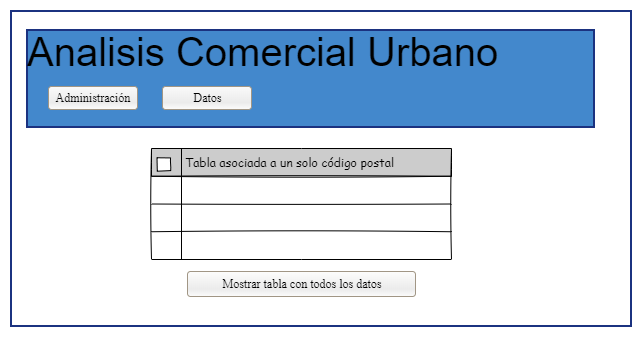 Analisis Comercial Urbano
Administración
Datos
Tabla asociada a un solo código postal
Mostrar tabla con todos los datos